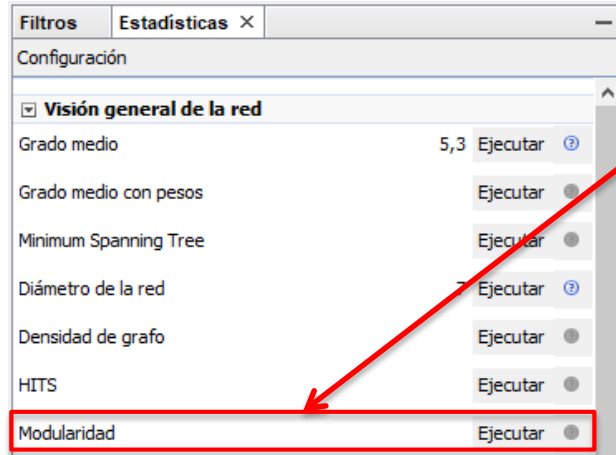 Filtros Estadísticas ×
Configuración
Visión general de la red
Grado medio 5,3 Ejecutar
Grado medio con pesos Ejecutar
Minimum Spanning Tree Ejecutar
Diámetro de la red 7 Ejecutar
Densidad de grafo Ejecutar
HITS Ejecutar
Modularidad Ejecutar